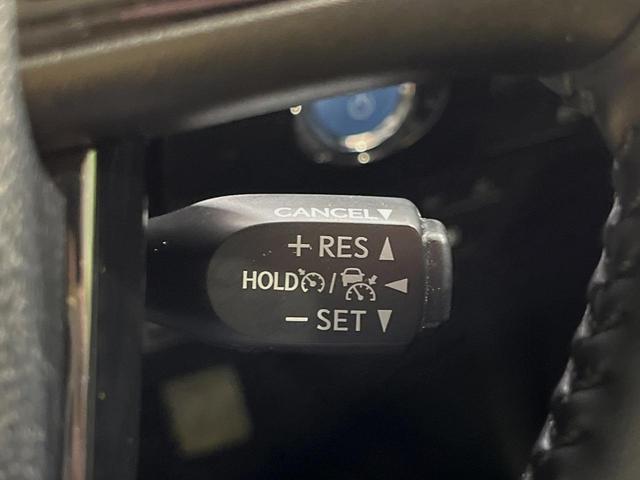 CANCEL▼
+ RES ▲
HOLD / ◀
− SET ▼